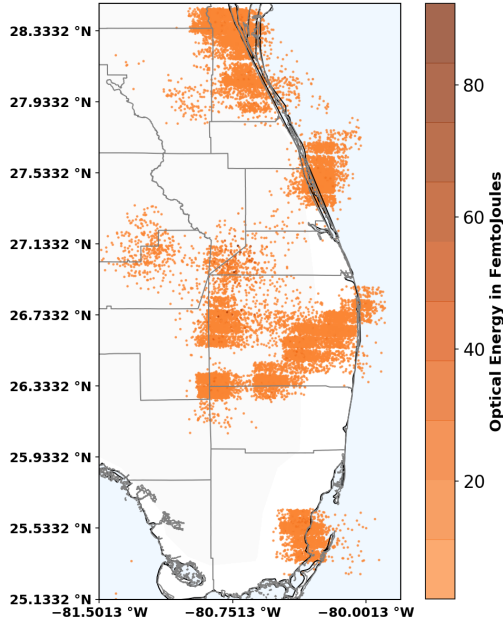 28.3332 °N
27.9332 °N
27.5332 °N
27.1332 °N
26.7332 °N
26.3332 °N
25.9332 °N
25.5332 °N
25.1332 °N
−81.5013 °W
−80.7513 °W
−80.0013 °W
80
60
40
20
Optical Energy in FemtoJoules